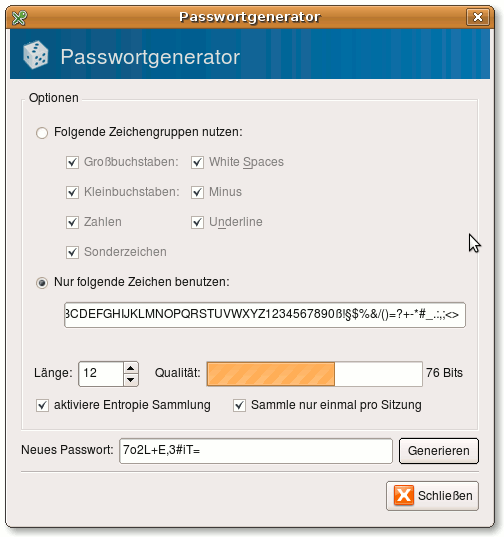 Passwortgenerator
Passwortgenerator
Optionen
Folgende Zeichengruppen nutzen:
Großbuchstaben: White Spaces
Kleinbuchstaben: Minus
Zahlen Underline
Sonderzeichen
Nur folgende Zeichen benutzen:
BCDEFGHIJKLMNOPQRSTUVWXYZ1234567890ß!§$%&/()=?+-*#_.:,;<>
Länge: 12 Qualität: 76 Bits
aktiviere Entropie Sammlung Sammle nur einmal pro Sitzung
Neues Passwort: 7o2L+E,3#iT= Generieren
Schließen